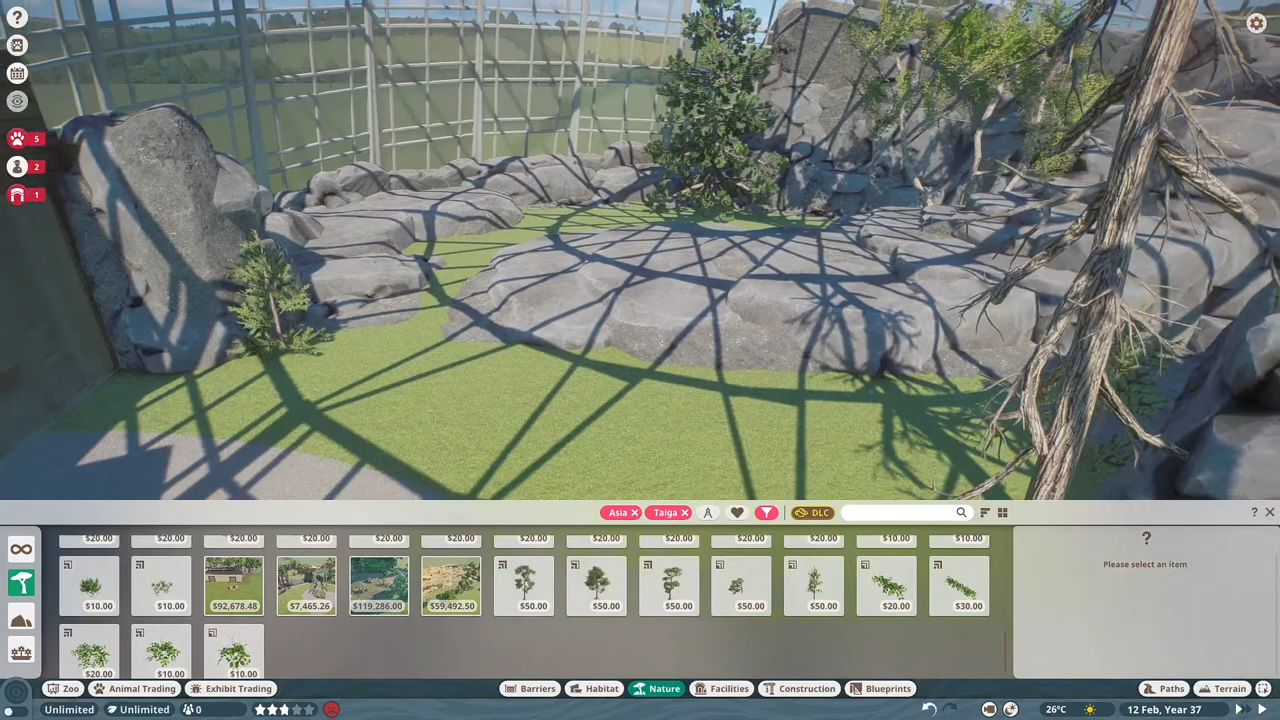 ?
5
2
1
Asia ×
Taiga ×
DLC
? ×
$20.00 $20.00 $20.00 $20.00 $20.00 $20.00 $20.00 $20.00 $20.00 $20.00 $20.00 $10.00 $10.00
?
Please select an item
$10.00 $10.00 $92,678.48 $7,465.26 $119,286.00 $59,492.50 $50.00 $50.00 $50.00 $50.00 $50.00 $20.00 $30.00
$20.00 $10.00 $10.00
Zoo Animal Trading Exhibit Trading Barriers Habitat Nature Facilities Construction Blueprints Paths Terrain
Unlimited Unlimited 0 26°C 12 Feb, Year 37